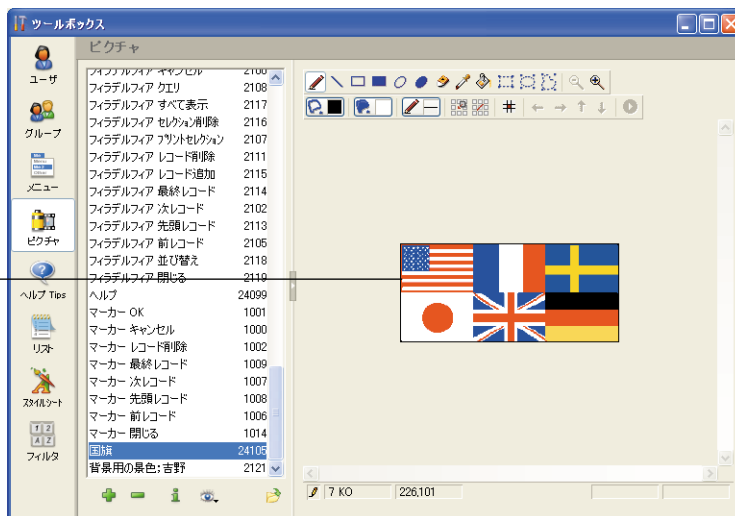 ツールボックス
ピクチャ
ユーザ
グループ
メニュー
ピクチャ
ヘルプ Tips
リスト
スタイルシート
フィルタ
フィラデルフィア キャンセル 2100
フィラデルフィア クエリ 2108
フィラデルフィア すべて表示 2117
フィラデルフィア セレクション削除 2116
フィラデルフィア プリントセレクション 2107
フィラデルフィア レコード削除 2111
フィラデルフィア レコード追加 2115
フィラデルフィア 最終レコード 2114
フィラデルフィア 次レコード 2102
フィラデルフィア 先頭レコード 2113
フィラデルフィア 前レコード 2105
フィラデルフィア 並び替え 2118
フィラデルフィア 閉じる 2119
ヘルプ 24099
マーカー OK 1001
マーカー キャンセル 1000
マーカー レコード削除 1002
マーカー 最終レコード 1009
マーカー 次レコード 1007
マーカー 先頭レコード 1008
マーカー 前レコード 1006
マーカー 閉じる 1014
国旗 24105
背景用の景色;吉野 2121
7 KO 226,101